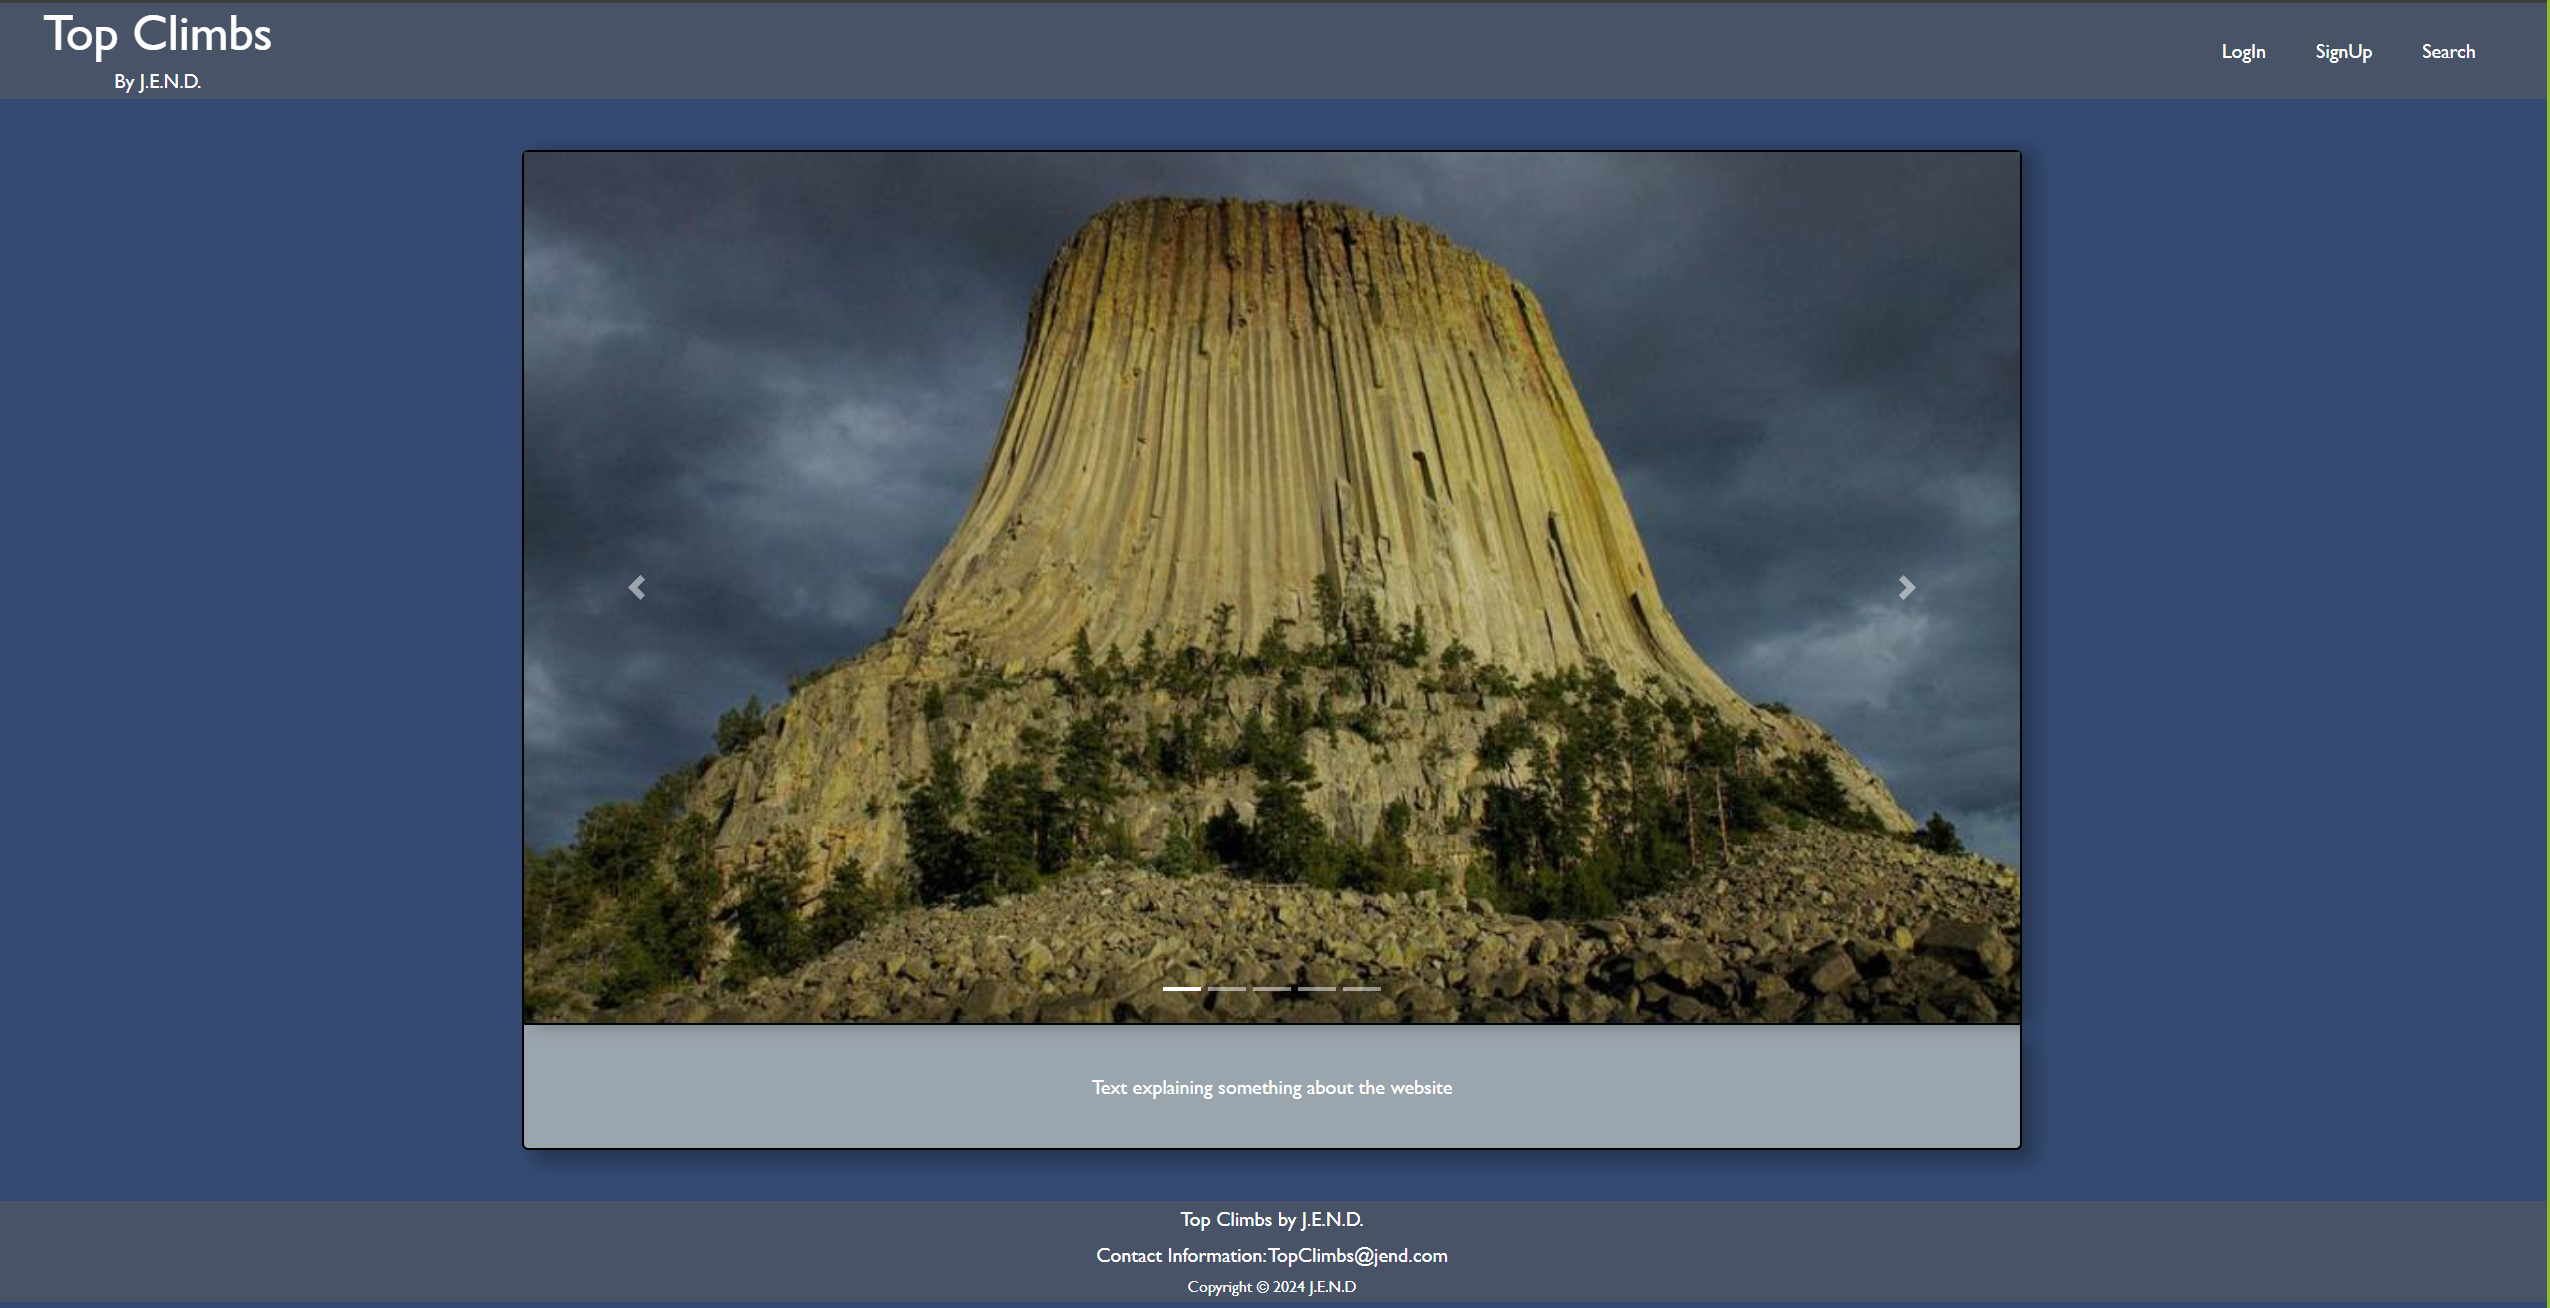 Top Climbs
By J.E.N.D.
LogIn
SignUp
Search
Text explaining something about the website
Top Climbs by J.E.N.D.
Contact Information:TopClimbs@jend.com
Copyright © 2024 J.E.N.D